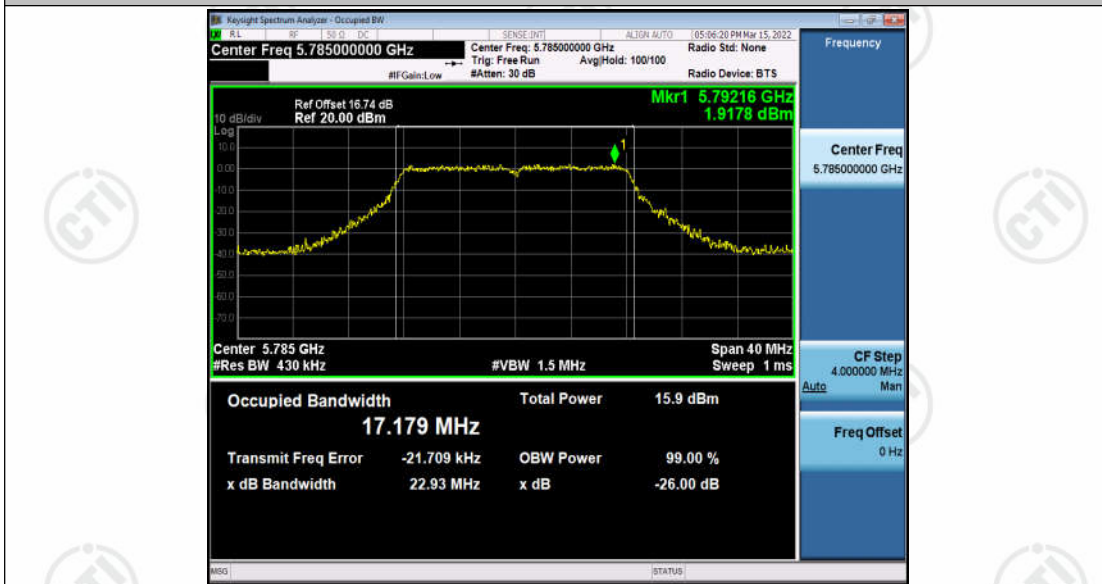 Keysight Spectrum Analyzer - Occupied BW
LXI RL RF 50 Ω DC SENSE:INT ALIGN AUTO 05:06:20 PM Mar 15, 2022
Center Freq 5.785000000 GHz
Center Freq: 5.785000000 GHz Radio Std: None
Trig: Free Run Avg|Hold: 100/100
#IFGain:Low #Atten: 30 dB Radio Device: BTS
Frequency
Mkr1 5.79216 GHz
1.9178 dBm
Ref Offset 16.74 dB
10 dB/div Ref 20.00 dBm
Log
10.0
0.00
-10.0
-20.0
-30.0
-40.0
-50.0
-60.0
-70.0
1
Center Freq
5.785000000 GHz
Center 5.785 GHz Span 40 MHz
#Res BW 430 kHz #VBW 1.5 MHz Sweep 1 ms
CF Step
4.000000 MHz
Auto Man
Occupied Bandwidth Total Power 15.9 dBm
17.179 MHz
Transmit Freq Error -21.709 kHz OBW Power 99.00 %
x dB Bandwidth 22.93 MHz x dB -26.00 dB
Freq Offset
0 Hz
MSG STATUS
CTI
CTI
CTI
CTI